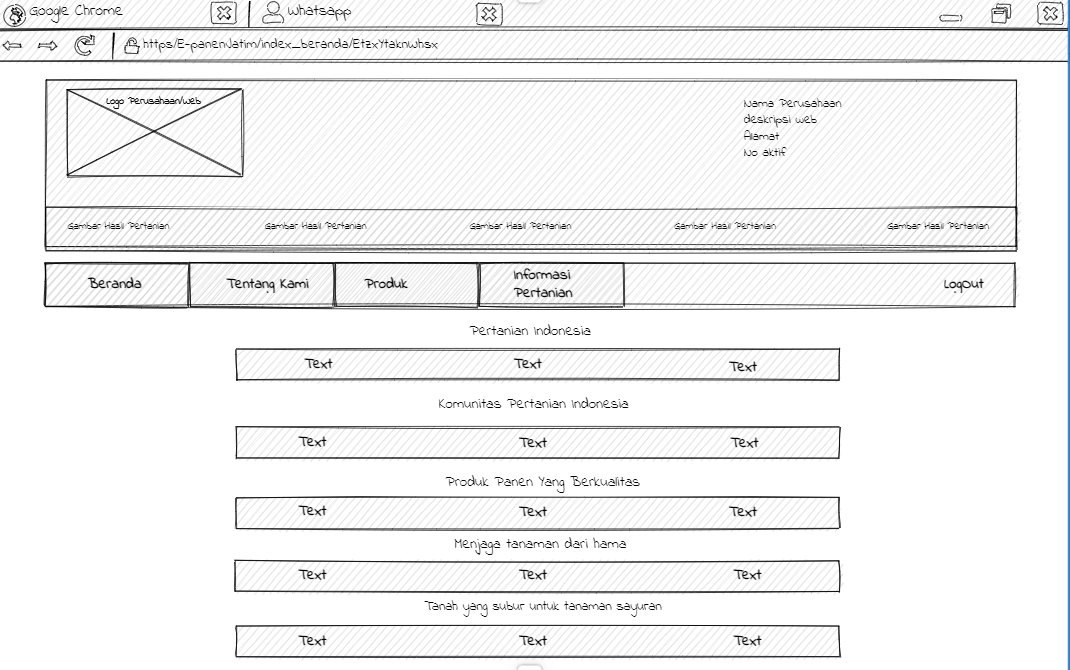 Google Chrome
Whatsapp
https/E-panenJatim/index_beranda/EtzxYtaknWhsx
Logo Perusahaan/web
Nama Perusahaan
deskripsi web
Alamat
No aktif
Gambar Hasil Pertanian Gambar Hasil Pertanian Gambar Hasil Pertanian Gambar Hasil Pertanian Gambar Hasil Pertanian
Beranda Tentang Kami Produk Informasi Pertanian LogOut
Pertanian Indonesia
Text Text Text
Komunitas Pertanian Indonesia
Text Text Text
Produk Panen Yang Berkualitas
Text Text Text
Menjaga tanaman dari hama
Text Text Text
Tanah yang subur untuk tanaman sayuran
Text Text Text